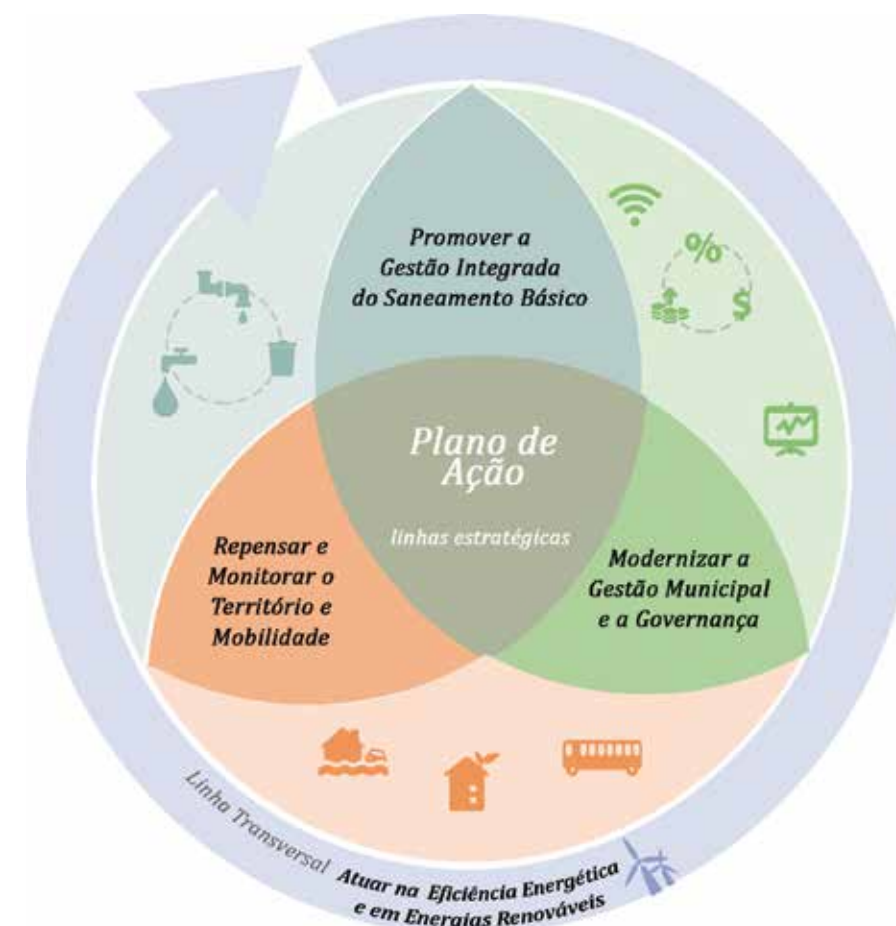 Promover a
Gestão Integrada
do Saneamento Básico
%
$
Plano de
Ação
linhas estratégicas
Repensar e
Monitorar o
Território e
Mobilidade
Modernizar a
Gestão Municipal
e a Governança
Linha Transversal
Atuar na Eficiência Energética
e em Energias Renováveis